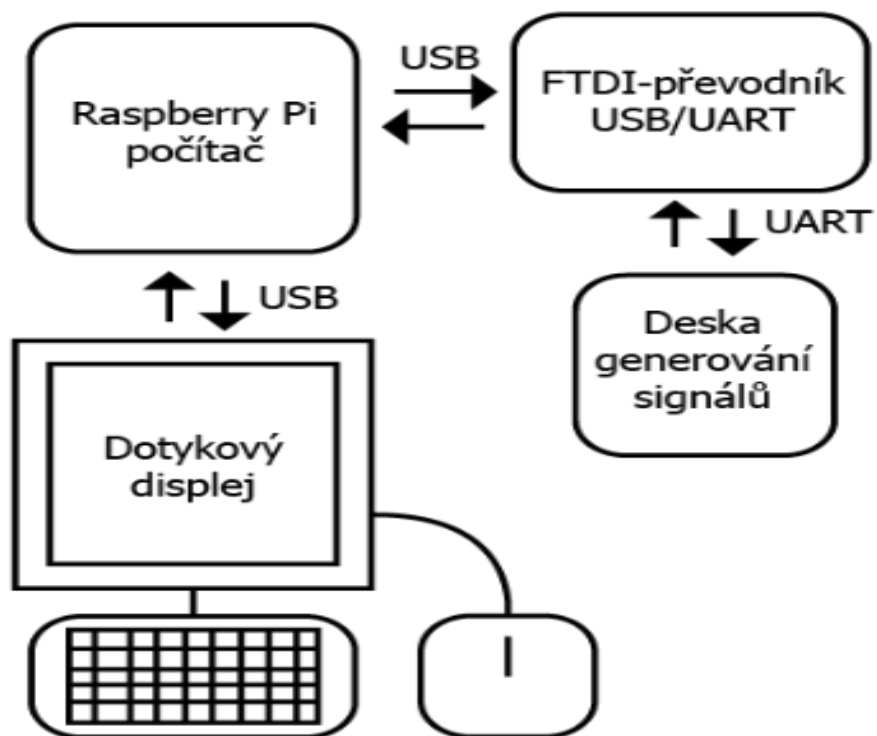 Raspberry Pi
počítač
USB
FTDI-převodník
USB/UART
UART
USB
Deska
generování
signálů
Dotykový
displej